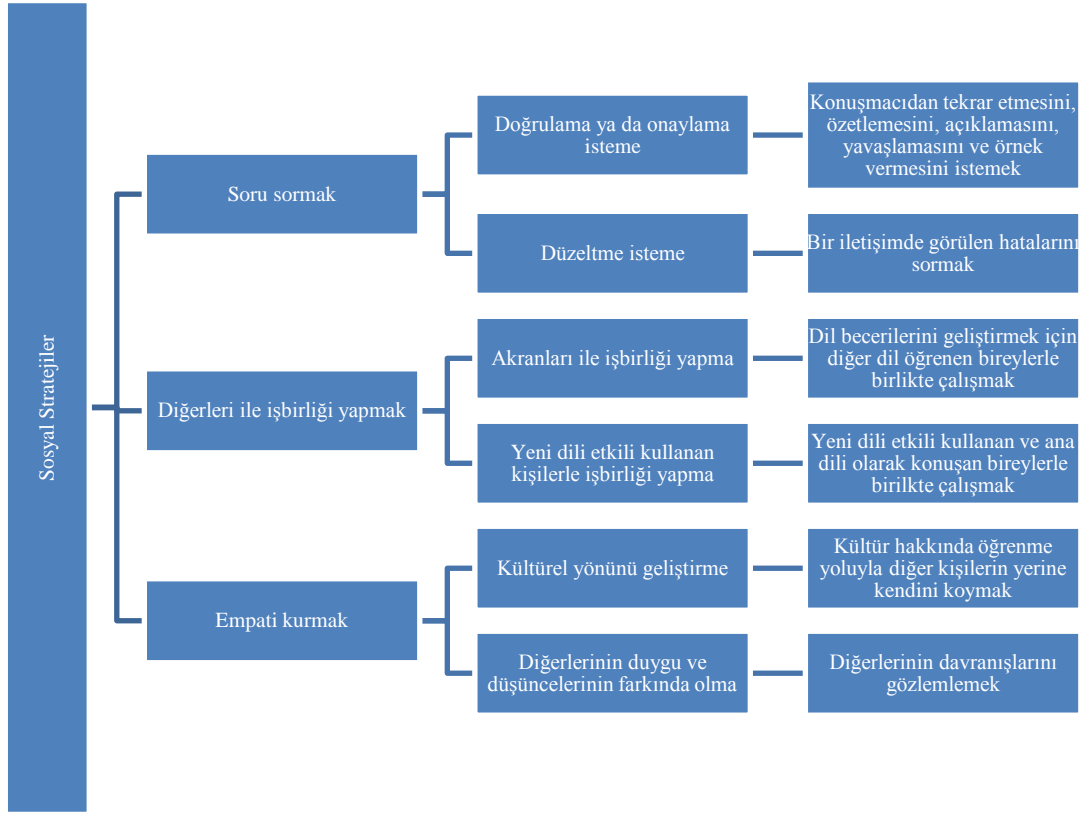 Sosyal Stratejiler
Soru sormak
Doğrulama ya da onaylama
isteme
Konuşmacıdan tekrar etmesini,
özetlemesini, açıklamasını,
yavaşlamasını ve örnek
vermesini istemek
Düzeltme isteme
Bir iletişimde görülen hatalarını
sormak
Diğerleri ile işbirliği yapmak
Akranları ile işbirliği yapma
Dil becerilerini geliştirmek için
diğer dil öğrenen bireylerle
birlikte çalışmak
Yeni dili etkili kullanan
kişilerle işbirliği yapma
Yeni dili etkili kullanan ve ana
dili olarak konuşan bireylerle
birilkte çalışmak
Empati kurmak
Kültürel yönünü geliştirme
Kültür hakkında öğrenme
yoluyla diğer kişilerin yerine
kendini koymak
Diğerlerinin duygu ve
düşüncelerinin farkında olma
Diğerlerinin davranışlarını
gözlemlemek